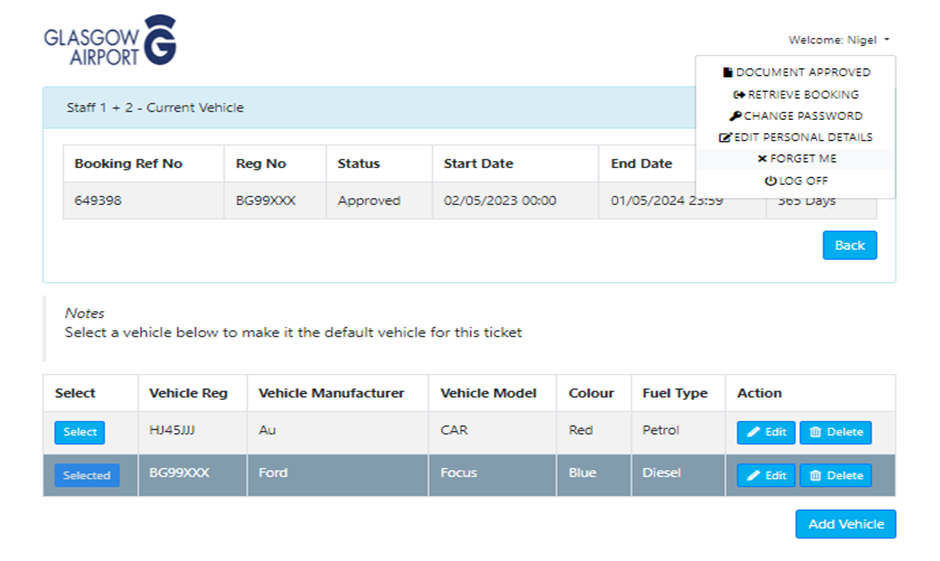 GLASGOW
AIRPORT
Welcome: Nigel
DOCUMENT APPROVED
RETRIEVE BOOKING
CHANGE PASSWORD
EDIT PERSONAL DETAILS
FORGET ME
LOG OFF
Staff 1 + 2 - Current Vehicle
Booking Ref No Reg No Status Start Date End Date
649398 BG99XXX Approved 02/05/2023 00:00 01/05/2024 23:59 365 Days
Back
Notes
Select a vehicle below to make it the default vehicle for this ticket
Select Vehicle Reg Vehicle Manufacturer Vehicle Model Colour Fuel Type Action
Select HJ45JJJ Au CAR Red Petrol Edit Delete
Selected BG99XXX Ford Focus Blue Diesel Edit Delete
Add Vehicle